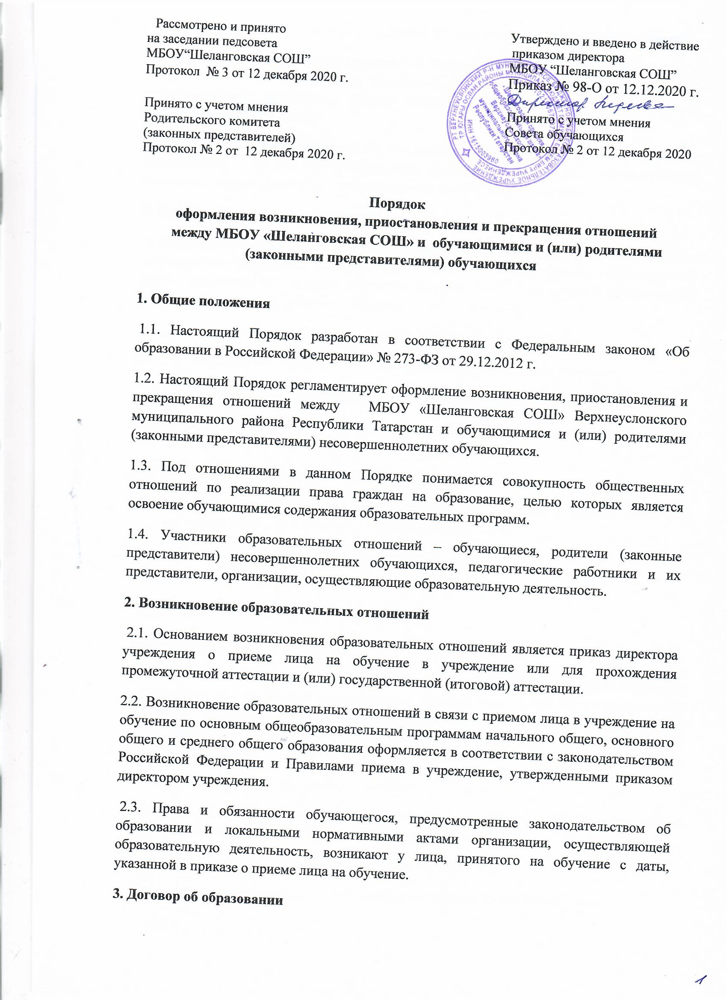 Рассмотрено и принято
на заседании педсовета
МБОУ“Шеланговская СОШ”
Протокол № 3 от 12 декабря 2020 г.
Принято с учетом мнения
Родительского комитета
(законных представителей)
Протокол № 2 от 12 декабря 2020 г.
Утверждено и введено в действие
приказом директора
МБОУ “Шеланговская СОШ”
Приказ № 98-О от 12.12.2020 г.
Директор
Принято с учетом мнения
Совета обучающихся
Протокол № 2 от 12 декабря 2020
ИНН 1615003960
Республики Татарстан
Порядок
оформления возникновения, приостановления и прекращения отношений
между МБОУ «Шеланговская СОШ» и обучающимися и (или) родителями
(законными представителями) обучающихся
1. Общие положения
1.1. Настоящий Порядок разработан в соответствии с Федеральным законом «Об
образовании в Российской Федерации» № 273-ФЗ от 29.12.2012 г.
1.2. Настоящий Порядок регламентирует оформление возникновения, приостановления и
прекращения отношений между МБОУ «Шеланговская СОШ» Верхнеуслонского
муниципального района Республики Татарстан и обучающимися и (или) родителями
(законными представителями) несовершеннолетних обучающихся.
1.3. Под отношениями в данном Порядке понимается совокупность общественных
отношений по реализации права граждан на образование, целью которых является
освоение обучающимися содержания образовательных программ.
1.4. Участники образовательных отношений – обучающиеся, родители (законные
представители) несовершеннолетних обучающихся, педагогические работники и их
представители, организации, осуществляющие образовательную деятельность.
2. Возникновение образовательных отношений
2.1. Основанием возникновения образовательных отношений является приказ директора
учреждения о приеме лица на обучение в учреждение или для прохождения
промежуточной аттестации и (или) государственной (итоговой) аттестации.
2.2. Возникновение образовательных отношений в связи с приемом лица в учреждение на
обучение по основным общеобразовательным программам начального общего, основного
общего и среднего общего образования оформляется в соответствии с законодательством
Российской Федерации и Правилами приема в учреждение, утвержденными приказом
директором учреждения.
2.3. Права и обязанности обучающегося, предусмотренные законодательством об
образовании и локальными нормативными актами организации, осуществляющей
образовательную деятельность, возникают у лица, принятого на обучение с даты,
указанной в приказе о приеме лица на обучение.
3. Договор об образовании
1